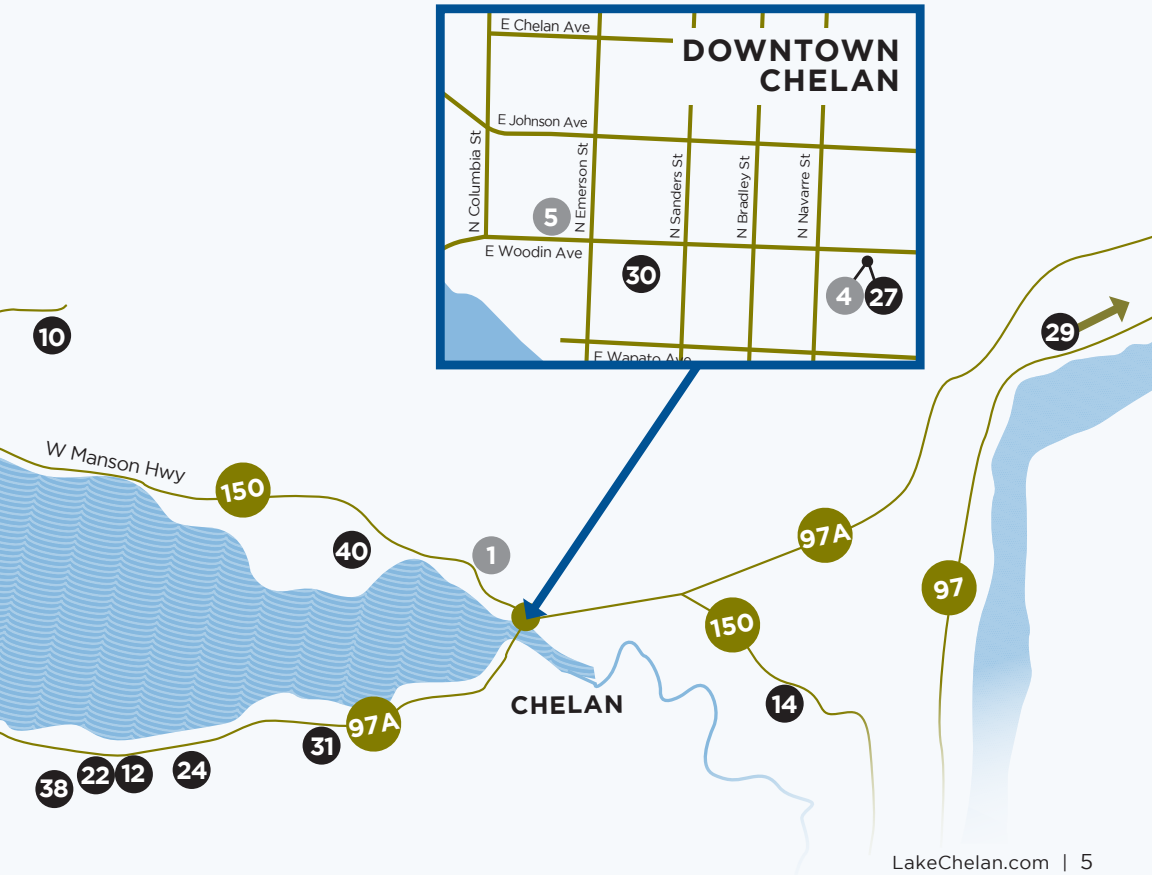 E Chelan Ave
DOWNTOWN
CHELAN
E Johnson Ave
N Columbia St
N Emerson St
N Sanders St
N Bradley St
N Navarre St
5
E Woodin Ave
30
4
27
E Wapato Ave
29
10
W Manson Hwy
150
40
1
97A
97
150
CHELAN
14
31
97A
24
12
22
38
LakeChelan.com | 5